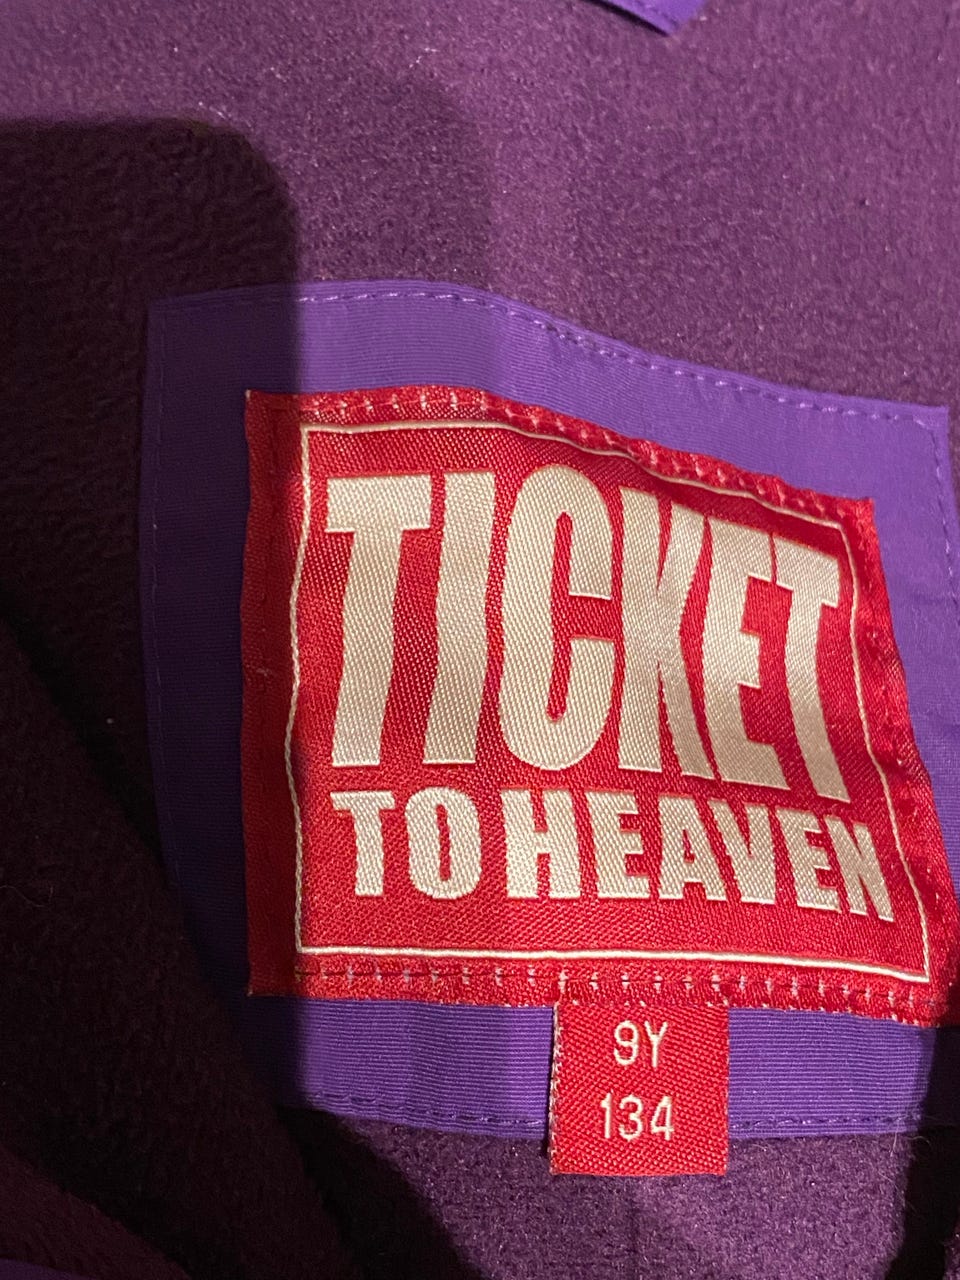 TICKET
TO HEAVEN
9Y
134